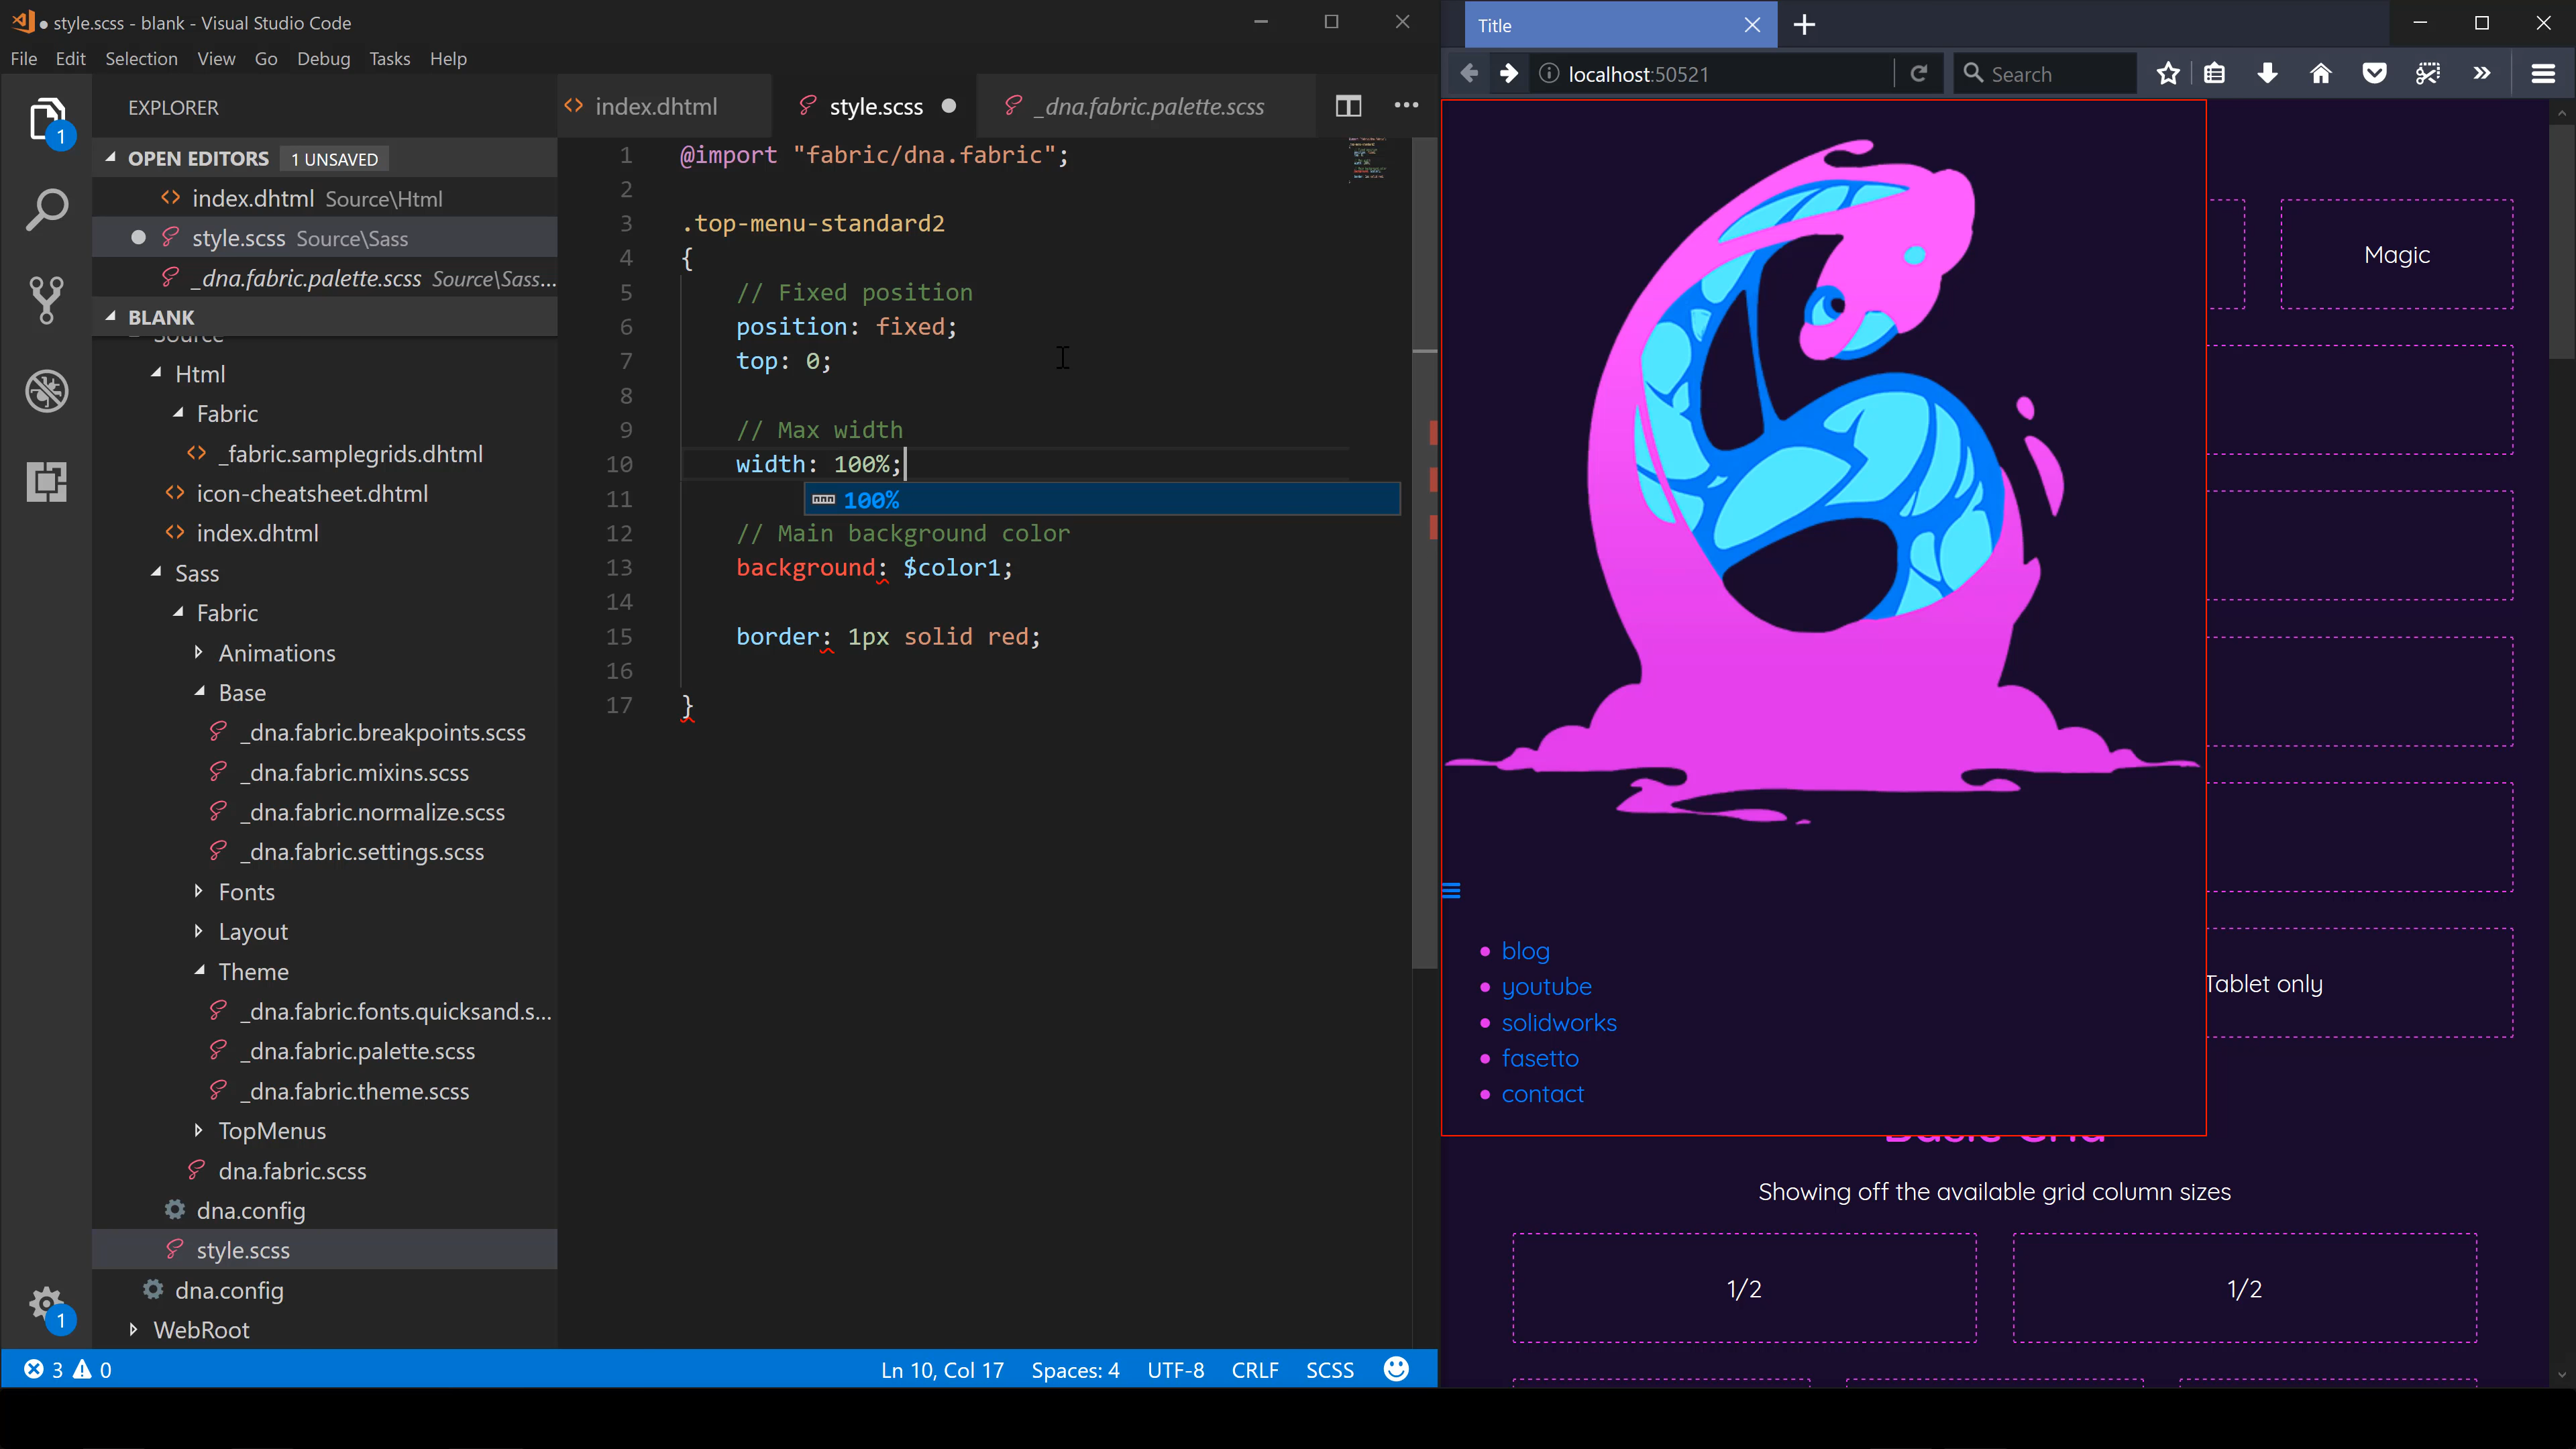 style.scss - blank - Visual Studio Code
File Edit Selection View Go Debug Tasks Help
EXPLORER
OPEN EDITORS 1 UNSAVED
index.dhtml Source\Html
style.scss Source\Sass
_dna.fabric.palette.scss Source\Sass...
BLANK
Source
Html
Fabric
_fabric.samplegrids.dhtml
icon-cheatsheet.dhtml
index.dhtml
Sass
Fabric
Animations
Base
_dna.fabric.breakpoints.scss
_dna.fabric.mixins.scss
_dna.fabric.normalize.scss
_dna.fabric.settings.scss
Fonts
Layout
Theme
_dna.fabric.fonts.quicksand.s...
_dna.fabric.palette.scss
_dna.fabric.theme.scss
TopMenus
dna.fabric.scss
dna.config
style.scss
dna.config
WebRoot
1
1
index.dhtml
style.scss
_dna.fabric.palette.scss
1 @import "fabric/dna.fabric";
2
3 .top-menu-standard2
4 {
5 // Fixed position
6 position: fixed;
7 top: 0;
8
9 // Max width
10 width: 100%;
11 100%
12 // Main background color
13 background: $color1;
14
15 border: 1px solid red;
16
17 }
3 0
Ln 10, Col 17 Spaces: 4 UTF-8 CRLF SCSS
Title
localhost:50521
Search
Magic
blog
youtube
solidworks
fasetto
contact
Tablet only
Basic Grid
Showing off the available grid column sizes
1/2
1/2